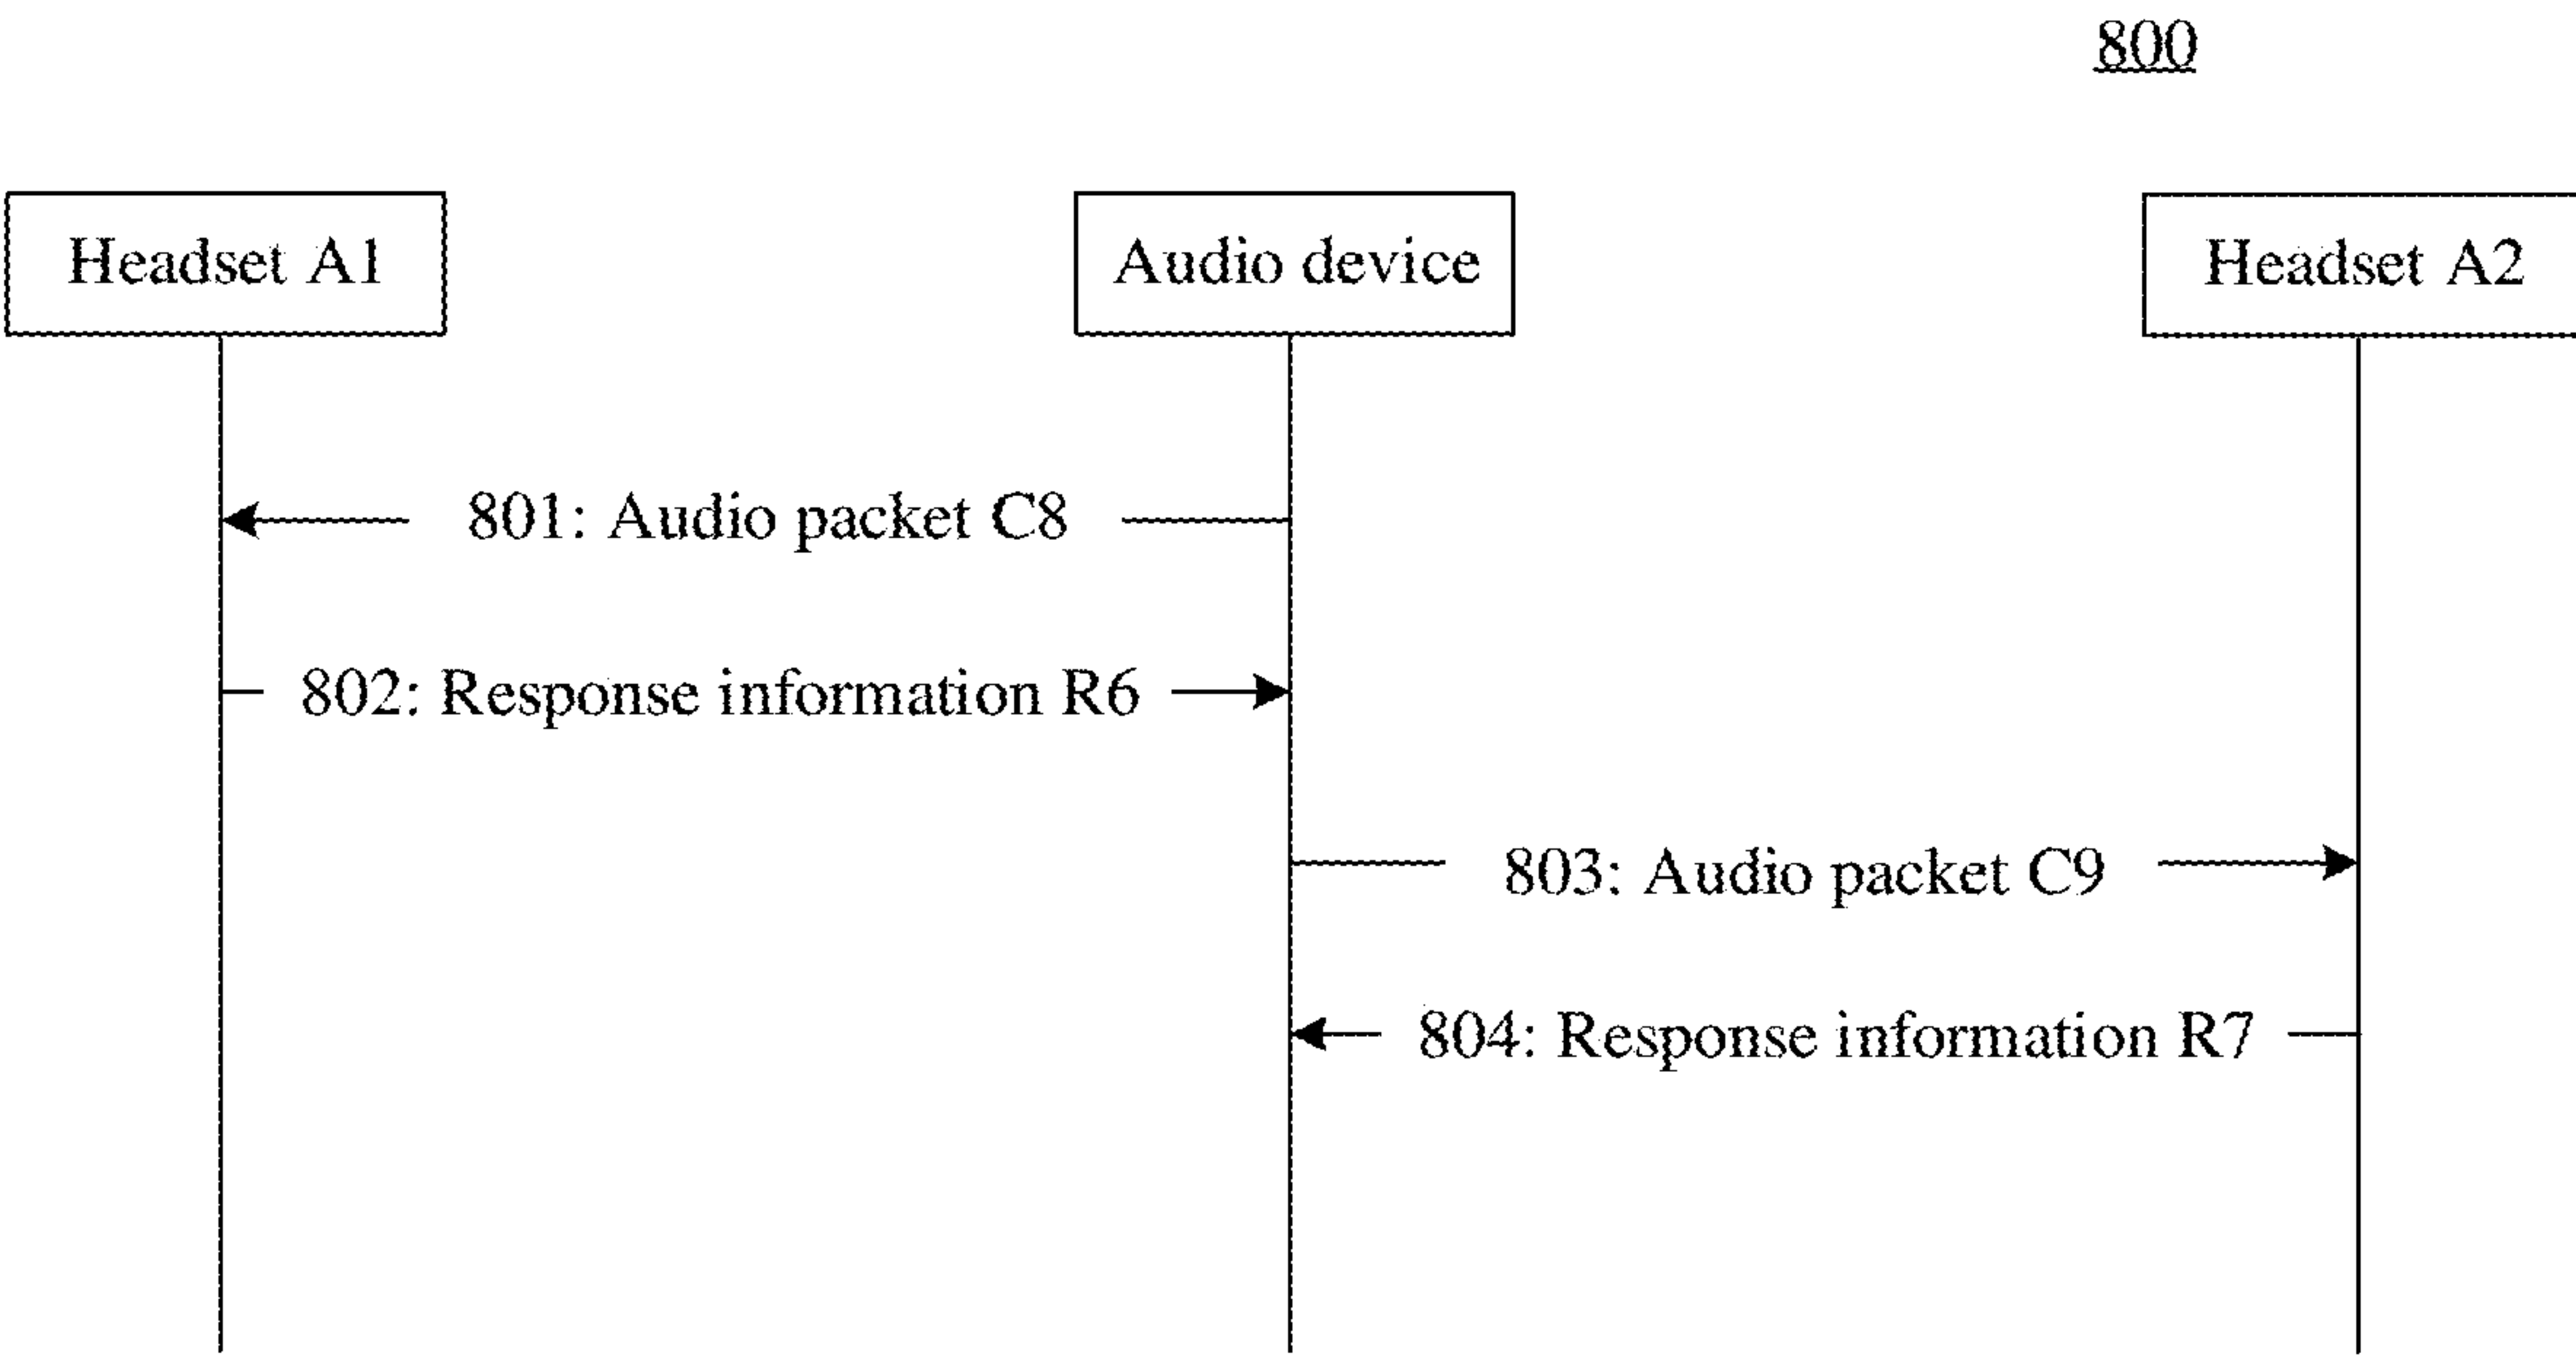 800
Headset A1
Audio device
Headset A2
801: Audio packet C8
802: Response information R6
803: Audio packet C9
804: Response information R7